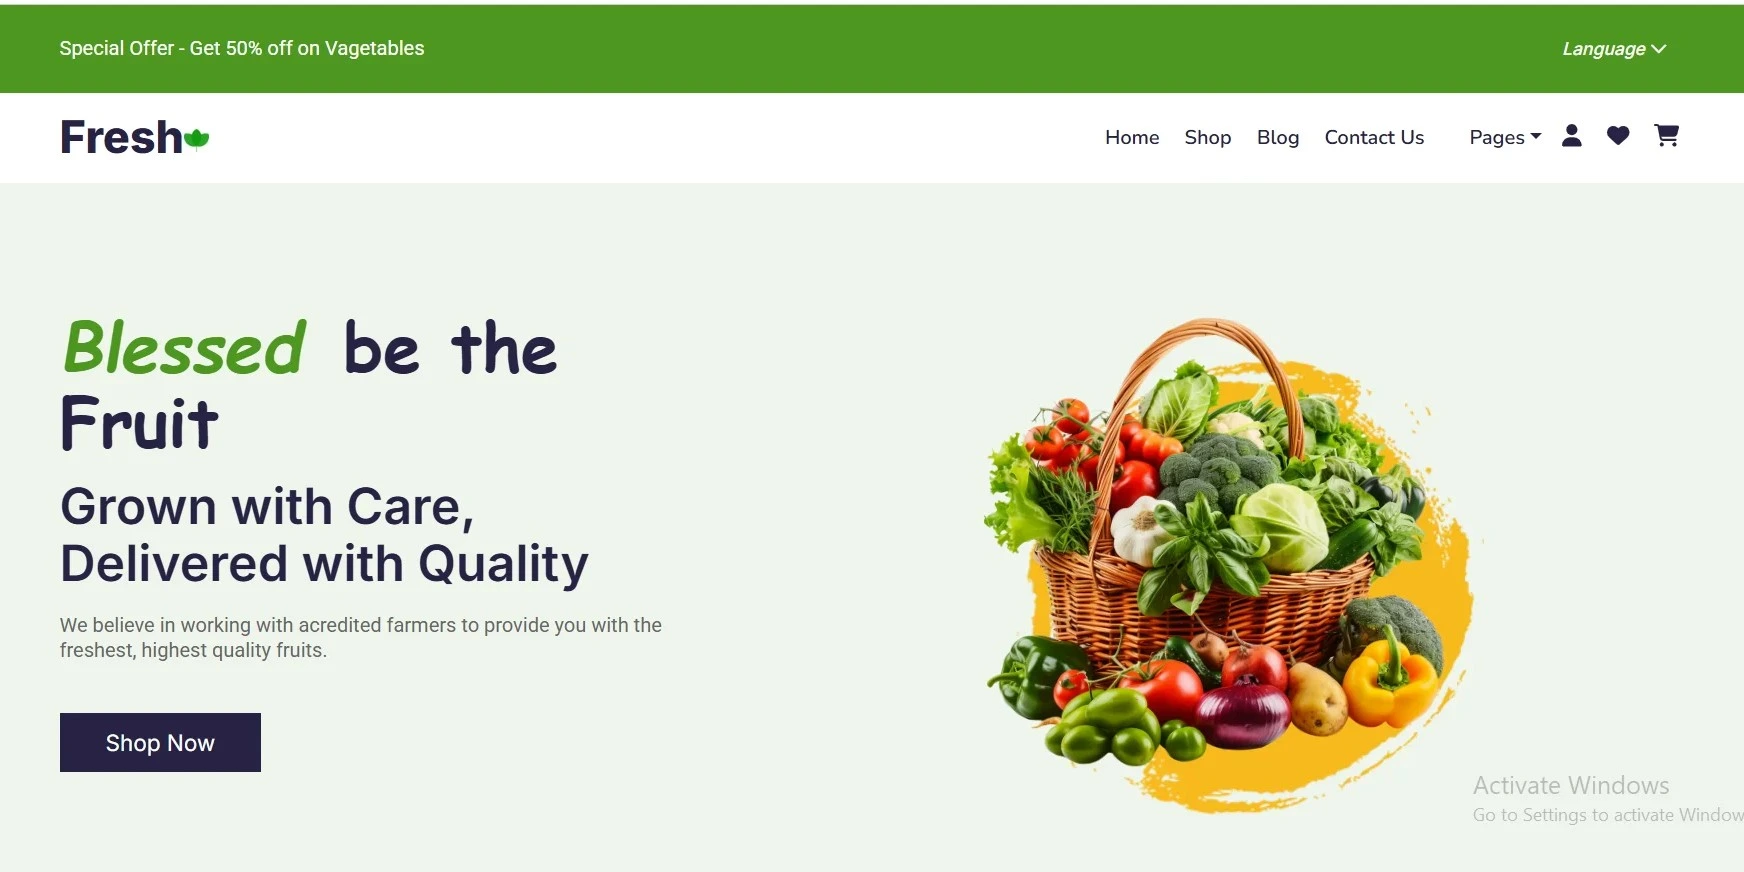 Special Offer - Get 50% off on Vagetables
Language
Fresh
Home Shop Blog Contact Us Pages
Blessed be the
Fruit
Grown with Care,
Delivered with Quality
We believe in working with acredited farmers to provide you with the
freshest, highest quality fruits.
Shop Now
Activate Windows
Go to Settings to activate Window